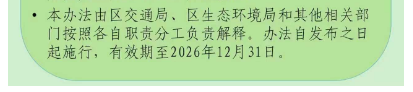 • 本办法由区交通局、区生态环境局和其他相关部
门按照各自职责分工负责解释。办法自发布之日
起施行，有效期至2026年12月31日。